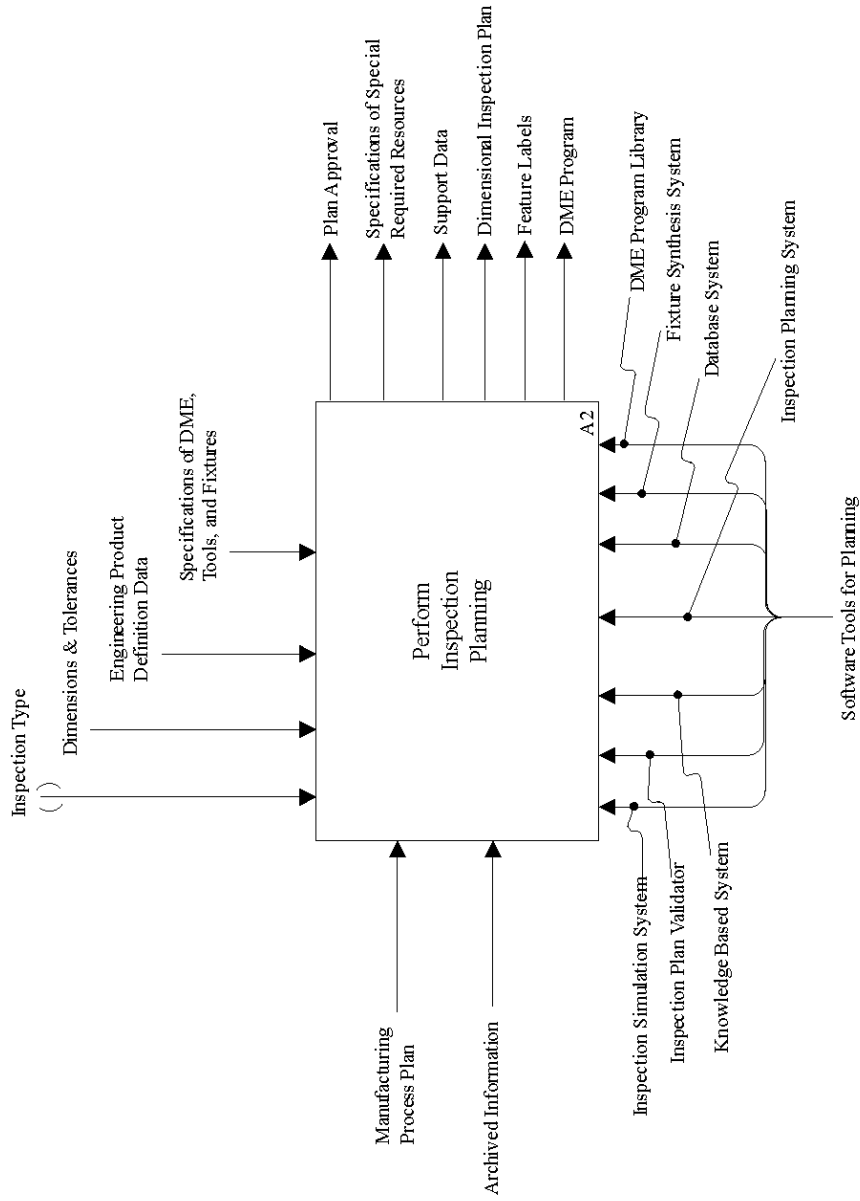 Inspection Type
( )
Dimensions & Tolerances
Engineering Product
Definition Data
Specifications of DME,
Tools, and Fixtures
Manufacturing
Process Plan
Archived Information
Perform
Inspection
Planning
A2
Plan Approval
Specifications of Special
Required Resources
Support Data
Dimensional Inspection Plan
Feature Labels
DME Program
Inspection Simulation System
Inspection Plan Validator
Knowledge Based System
Inspection Planning System
Database System
Fixture Synthesis System
DME Program Library
Software Tools for Planning